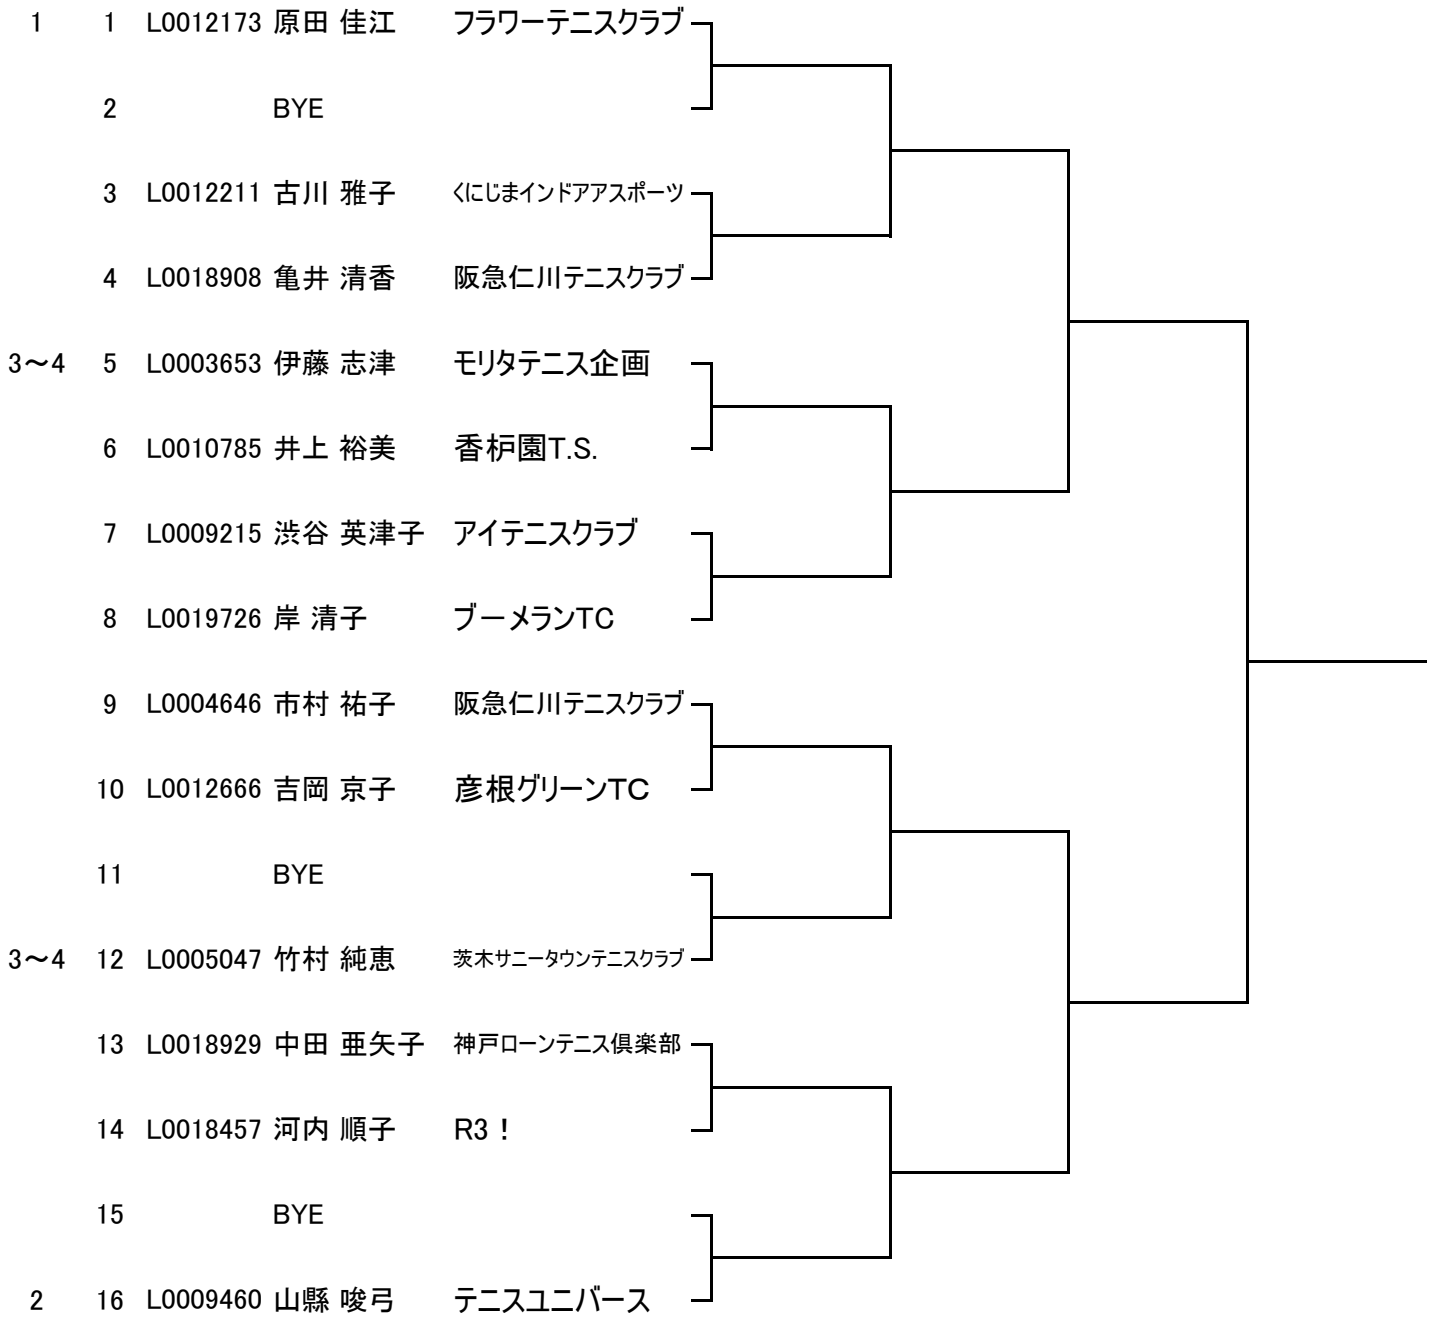 1 1 L0012173 原田 佳江 フラワーテニスクラブ
2 BYE
3 L0012211 古川 雅子 くにじまインドアアスポーツ
4 L0018908 亀井 清香 阪急仁川テニスクラブ
3～4 5 L0003653 伊藤 志津 モリタテニス企画
6 L0010785 井上 裕美 香枦園T.S.
7 L0009215 渋谷 英津子 アイテニスクラブ
8 L0019726 岸 清子 ブーメランTC
9 L0004646 市村 祐子 阪急仁川テニスクラブ
10 L0012666 吉岡 京子 彦根グリーンTC
11 BYE
3～4 12 L0005047 竹村 純恵 茨木サニータウンテニスクラブ
13 L0018929 中田 亜矢子 神戸ローンテニス倶楽部
14 L0018457 河内 順子 R3！
15 BYE
2 16 L0009460 山縣 唆弓 テニスユニバース